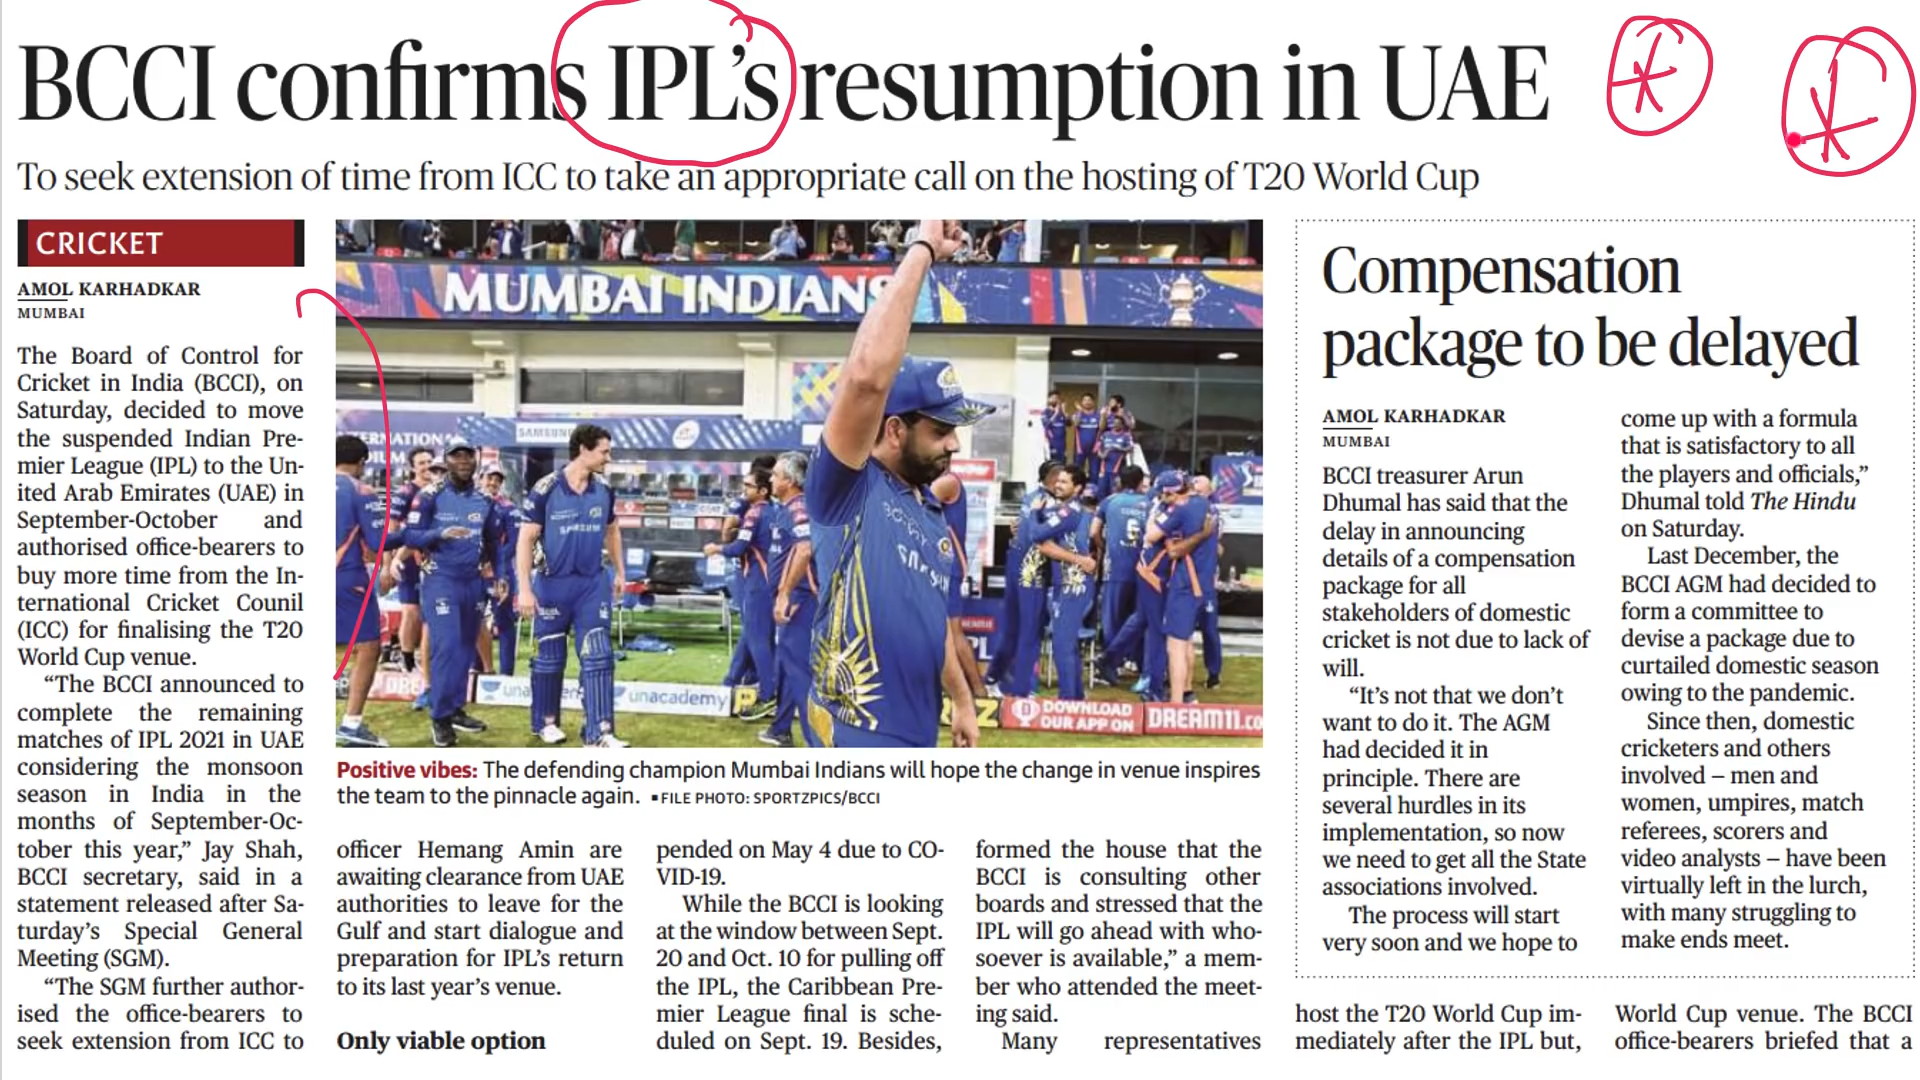 BCCI confirms IPL's resumption in UAE
To seek extension of time from ICC to take an appropriate call on the hosting of T20 World Cup
CRICKET
AMOL KARHADKAR
MUMBAI
The Board of Control for
Cricket in India (BCCI), on
Saturday, decided to move
the suspended Indian Pre-
mier League (IPL) to the Un-
ited Arab Emirates (UAE) in
September-October and
authorised office-bearers to
buy more time from the In-
ternational Cricket Counil
(ICC) for finalising the T20
World Cup venue.
“The BCCI announced to
complete the remaining
matches of IPL 2021 in UAE
considering the monsoon
season in India in the
months of September-Oc-
tober this year,” Jay Shah,
BCCI secretary, said in a
statement released after Sa-
turday’s Special General
Meeting (SGM).
“The SGM further author-
ised the office-bearers to
seek extension from ICC to
MUMBAI INDIANS
SAMSUNG
unacademy
DOWNLOAD
OUR APP ON
DREAM11.co
Positive vibes: The defending champion Mumbai Indians will hope the change in venue inspires
the team to the pinnacle again. ▪FILE PHOTO: SPORTZPICS/BCCI
officer Hemang Amin are
awaiting clearance from UAE
authorities to leave for the
Gulf and start dialogue and
preparation for IPL’s return
to its last year’s venue.
Only viable option
pended on May 4 due to CO-
VID-19.
While the BCCI is looking
at the window between Sept.
20 and Oct. 10 for pulling off
the IPL, the Caribbean Pre-
mier League final is sche-
duled on Sept. 19. Besides,
formed the house that the
BCCI is consulting other
boards and stressed that the
IPL will go ahead with who-
soever is available,” a mem-
ber who attended the meet-
ing said.
Many representatives
Compensation
package to be delayed
AMOL KARHADKAR
MUMBAI
BCCI treasurer Arun
Dhumal has said that the
delay in announcing
details of a compensation
package for all
stakeholders of domestic
cricket is not due to lack of
will.
“It’s not that we don’t
want to do it. The AGM
had decided it in
principle. There are
several hurdles in its
implementation, so now
we need to get all the State
associations involved.
The process will start
very soon and we hope to
come up with a formula
that is satisfactory to all
the players and officials,”
Dhumal told The Hindu
on Saturday.
Last December, the
BCCI AGM had decided to
form a committee to
devise a package due to
curtailed domestic season
owing to the pandemic.
Since then, domestic
cricketers and others
involved – men and
women, umpires, match
referees, scorers and
video analysts – have been
virtually left in the lurch,
with many struggling to
make ends meet.
host the T20 World Cup im-
mediately after the IPL but,
World Cup venue. The BCCI
office-bearers briefed that a